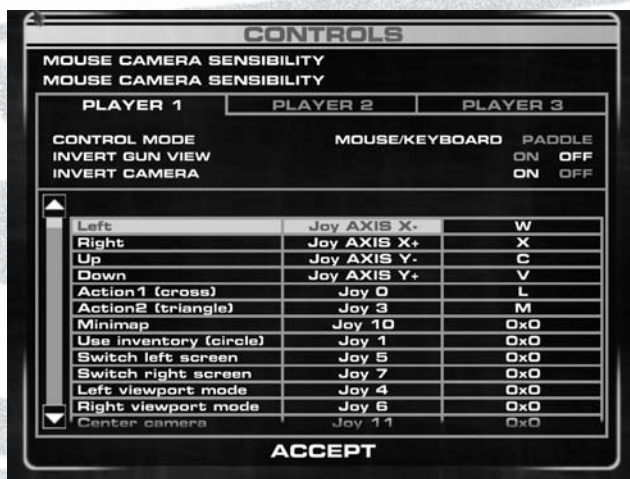 CONTROLS
MOUSE CAMERA SENSIBILITY
MOUSE CAMERA SENSIBILITY
PLAYER 1 PLAYER 2 PLAYER 3
CONTROL MODE MOUSE/KEYBOARD PADDLE
INVERT GUN VIEW ON OFF
INVERT CAMERA ON OFF
Left Joy AXIS X- W
Right Joy AXIS X+ X
Up Joy AXIS Y- C
Down Joy AXIS Y+ V
Action1 (cross) Joy 0 L
Action2 (triangle) Joy 3 M
Minimap Joy 10 0x0
Use inventory (circle) Joy 1 0x0
Switch left screen Joy 5 0x0
Switch right screen Joy 7 0x0
Left viewport mode Joy 4 0x0
Right viewport mode Joy 6 0x0
Center camera Joy 11 0x0
ACCEPT